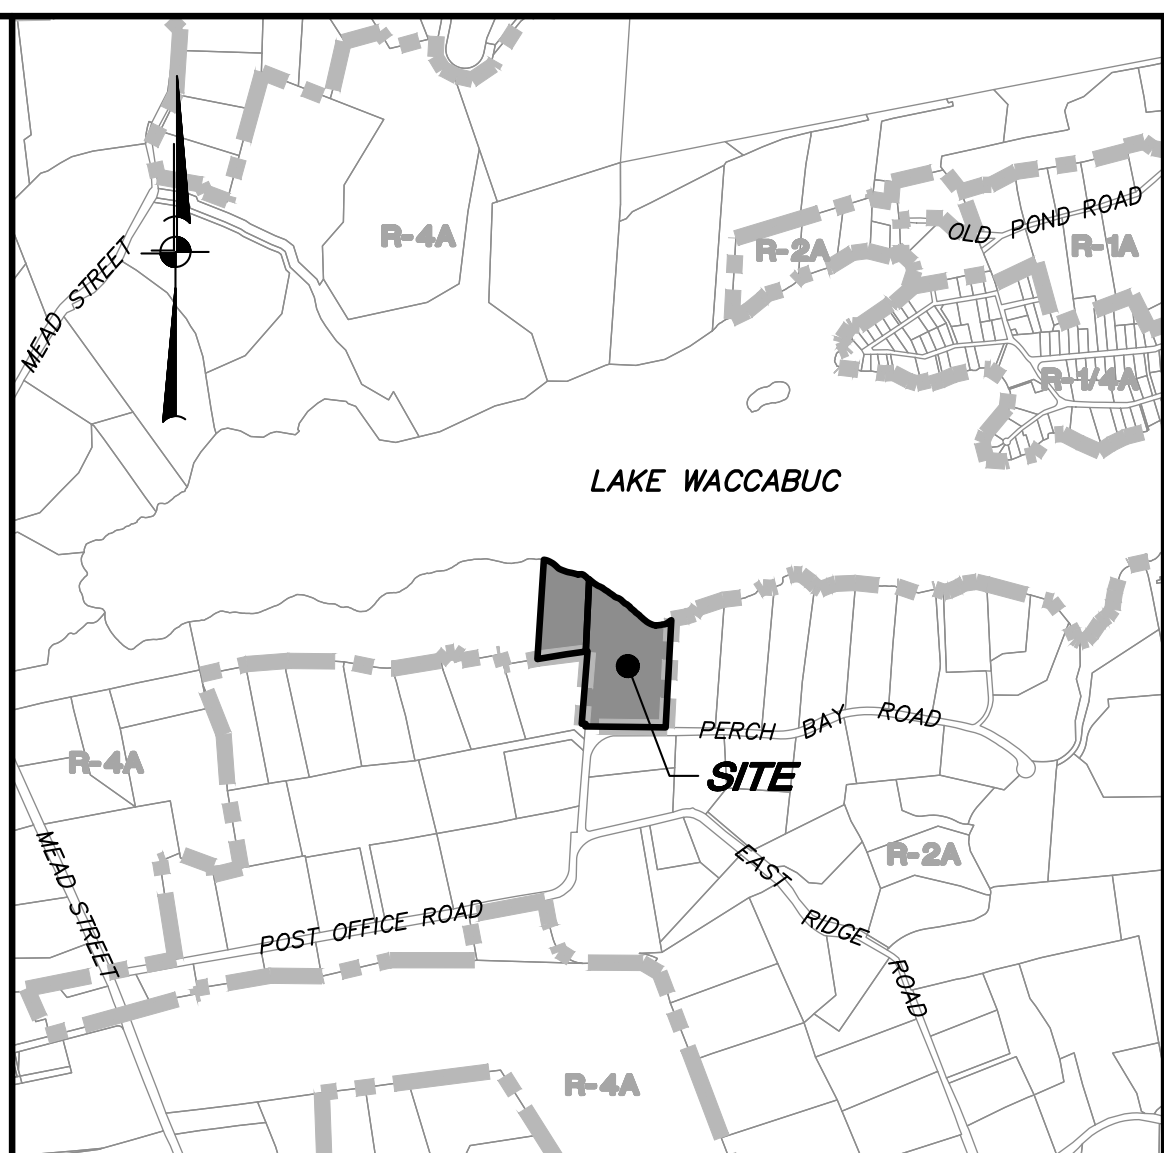 R-4A
R-2A
OLD POND ROAD
R-1A
MEAD STREET
R-1/4A
LAKE WACCABUC
PERCH BAY ROAD
R-4A
SITE
MEAD STREET
EAST RIDGE ROAD
R-2A
POST OFFICE ROAD
R-4A